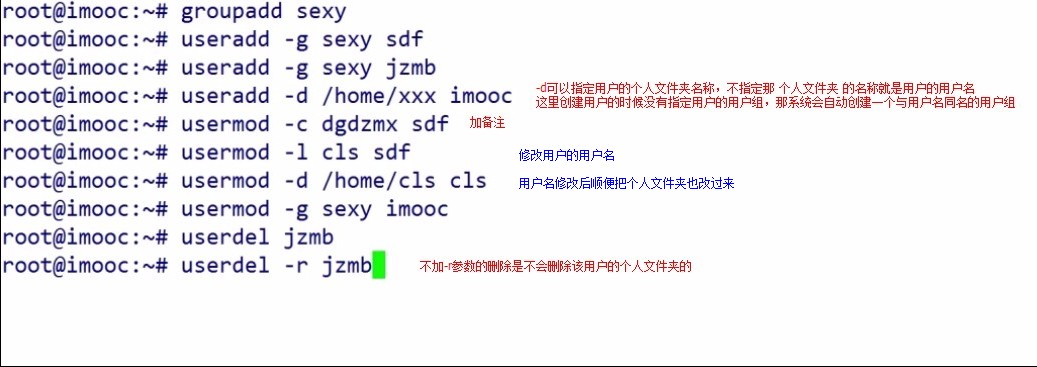 root@imooc:~# groupadd sexy
root@imooc:~# useradd -g sexy sdf
root@imooc:~# useradd -g sexy jzmb
root@imooc:~# useradd -d /home/xxx imooc
-d可以指定用户的个人文件夹名称，不指定那 个人文件夹 的名称就是用户的用户名
这里创建用户的时候没有指定用户的用户组，那系统会自动创建一个与用户名同名的用户组
root@imooc:~# usermod -c dgdzmx sdf 加备注
root@imooc:~# usermod -l cls sdf 修改用户的用户名
root@imooc:~# usermod -d /home/cls cls 用户名修改后顺便把个人文件夹也改过来
root@imooc:~# usermod -g sexy imooc
root@imooc:~# userdel jzmb
root@imooc:~# userdel -r jzmb 不加-r参数的删除是不会删除该用户的个人文件夹的